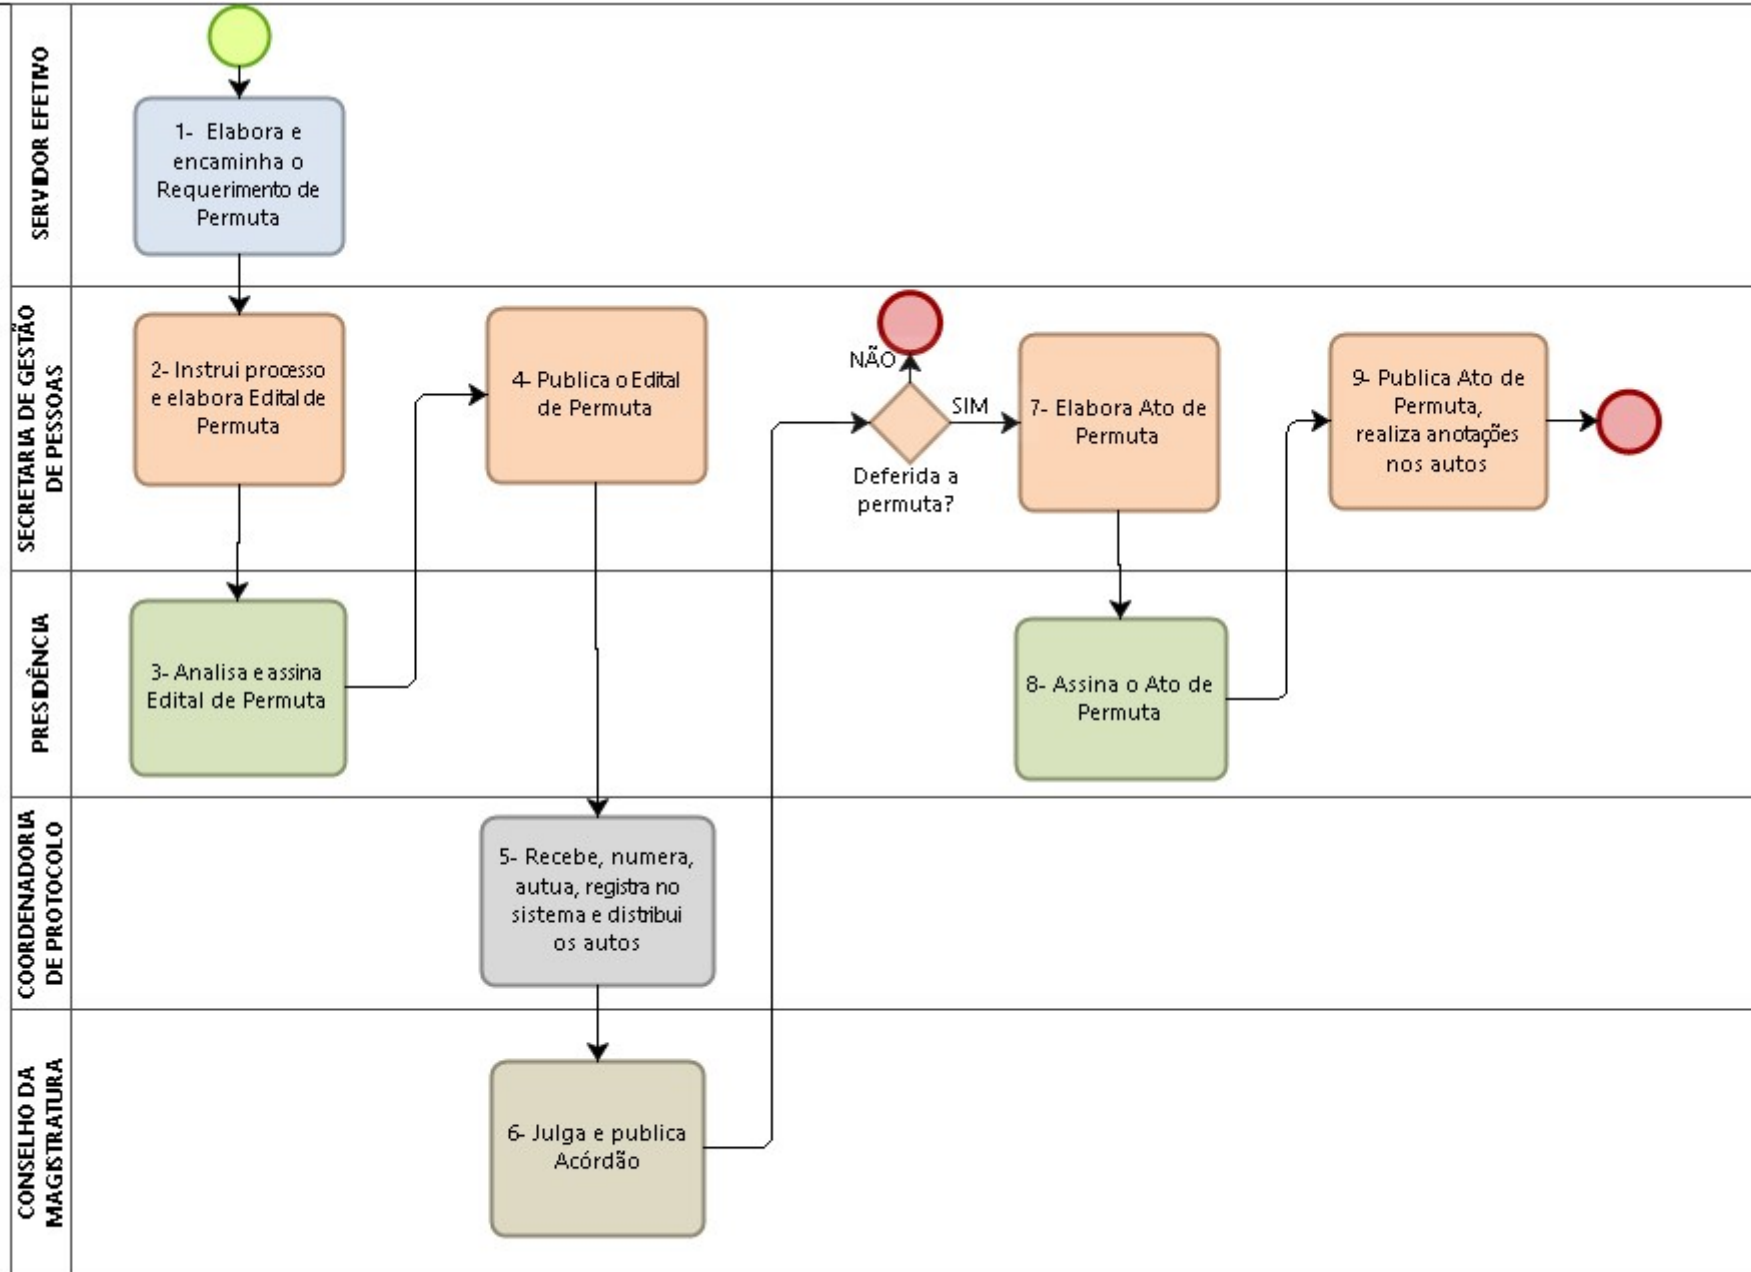 SERVIDOR EFETIVO
1- Elabora e
encaminha o
Requerimento de
Permuta
SECRETARIA DE GESTÃO
DE PESSOAS
2- Instrui processo
e elabora Edital de
Permuta
4- Publica o Edital
de Permuta
NÃO
SIM
Deferida a
permuta?
7- Elabora Ato de
Permuta
9- Publica Ato de
Permuta,
realiza anotações
nos autos
PRESIDÊNCIA
3- Analisa e assina
Edital de Permuta
8- Assina o Ato de
Permuta
COORDENADORIA
DE PROTOCOLO
5- Recebe, numera,
autua, registra no
sistema e distribui
os autos
CONSELHO DA
MAGISTRATURA
6- Julga e publica
Acórdão